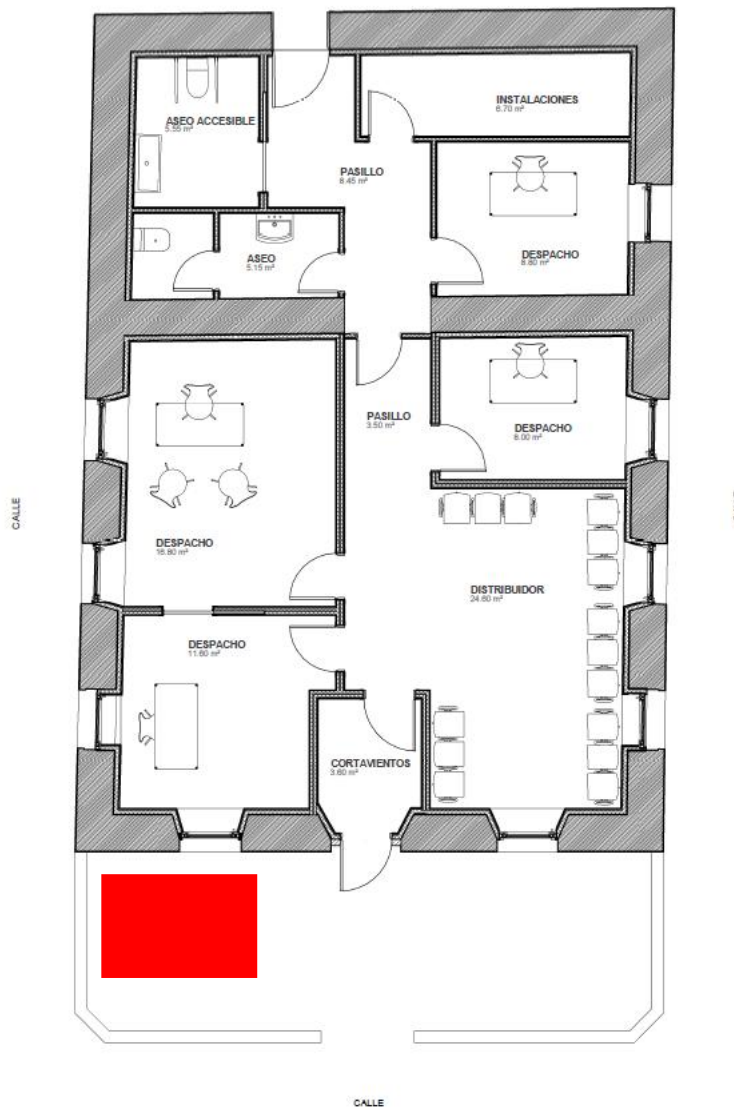 INSTALACIONES
6.70 m²
ASEO ACCESIBLE
5.55 m²
PASILLO
8.45 m²
DESPACHO
8.80 m²
ASEO
5.15 m²
PASILLO
3.50 m²
DESPACHO
8.00 m²
CALLE
DESPACHO
16.80 m²
DISTRIBUIDOR
24.60 m²
DESPACHO
11.60 m²
CORTAVIENTOS
3.60 m²
CALLE